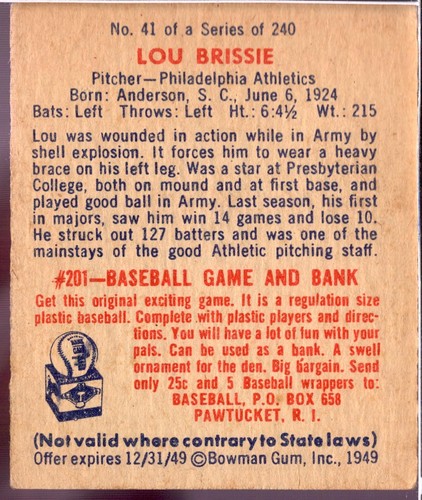 No. 41 of a Series of 240
LOU BRISSIE
Pitcher—Philadelphia Athletics
Born: Anderson, S. C., June 6, 1924
Bats: Left   Throws: Left   Ht.: 6:4½   Wt.: 215
Lou was wounded in action while in Army by
shell explosion. It forces him to wear a heavy
brace on his left leg. Was a star at Presbyterian
College, both on mound and at first base, and
played good ball in Army. Last season, his first
in majors, saw him win 14 games and lose 10.
He struck out 127 batters and was one of the
mainstays of the good Athletic pitching staff.
#201—BASEBALL GAME AND BANK
Get this original exciting game. It is a regulation size
plastic baseball. Complete with plastic players and direc-
tions. You will have a lot of fun with your
pals. Can be used as a bank. A swell
ornament for the den. Big bargain. Send
only 25c and 5 Baseball wrappers to:
BASEBALL, P.O. BOX 658
PAWTUCKET, R. I.
(Not valid where contrary to State laws)
Offer expires 12/31/49 ©Bowman Gum, Inc., 1949